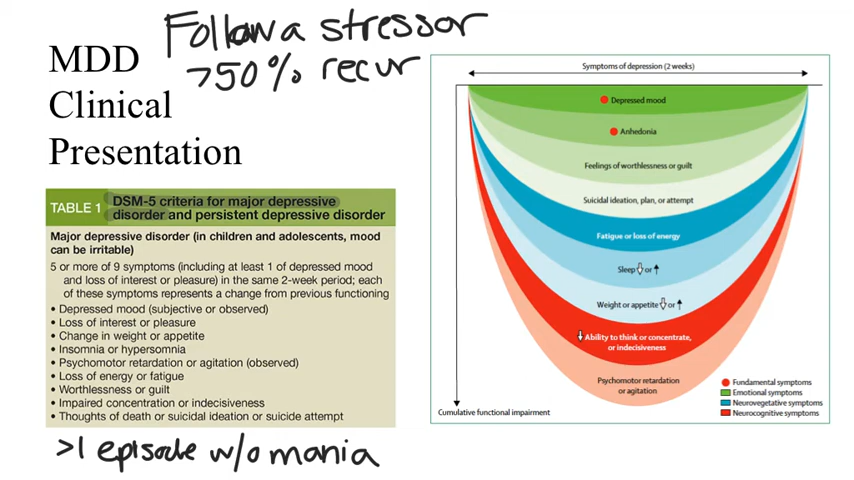 Follow a stressor
>50% recur
MDD
Clinical
Presentation
TABLE 1 DSM-5 criteria for major depressive
disorder and persistent depressive disorder
Major depressive disorder (in children and adolescents, mood
can be irritable)
5 or more of 9 symptoms (including at least 1 of depressed mood
and loss of interest or pleasure) in the same 2-week period; each
of these symptoms represents a change from previous functioning
• Depressed mood (subjective or observed)
• Loss of interest or pleasure
• Change in weight or appetite
• Insomnia or hypersomnia
• Psychomotor retardation or agitation (observed)
• Loss of energy or fatigue
• Worthlessness or guilt
• Impaired concentration or indecisiveness
• Thoughts of death or suicidal ideation or suicide attempt
>1 episode w/o mania
Symptoms of depression (2 weeks)
Depressed mood
Anhedonia
Feelings of worthlessness or guilt
Suicidal ideation, plan, or attempt
Fatigue or loss of energy
Sleep ⇩ or ↑
Weight or appetite ⇩ or ↑
⇩ Ability to think or concentrate,
or indecisiveness
Psychomotor retardation
or agitation
Cumulative functional impairment
Fundamental symptoms
Emotional symptoms
Neurovegetative symptoms
Neurocognitive symptoms